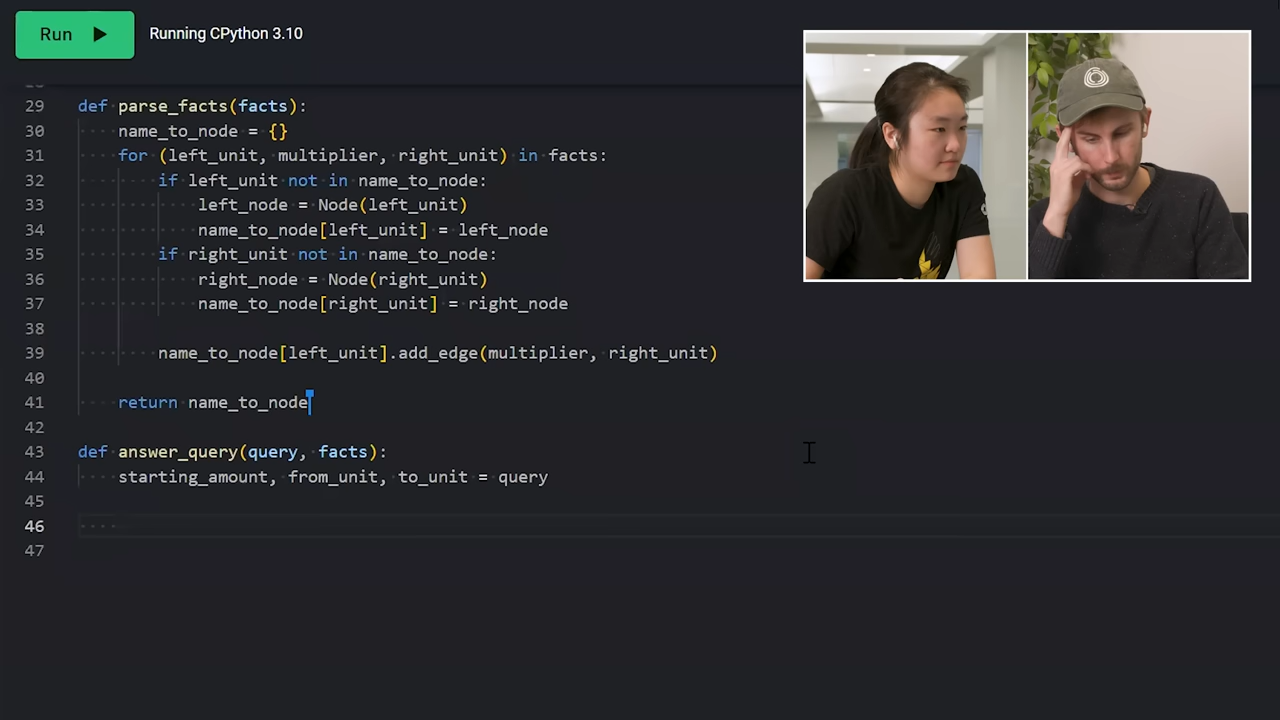 Run
Running CPython 3.10
29 def parse_facts(facts):
30 name_to_node = {}
31 for (left_unit, multiplier, right_unit) in facts:
32 if left_unit not in name_to_node:
33 left_node = Node(left_unit)
34 name_to_node[left_unit] = left_node
35 if right_unit not in name_to_node:
36 right_node = Node(right_unit)
37 name_to_node[right_unit] = right_node
38
39 name_to_node[left_unit].add_edge(multiplier, right_unit)
40
41 return name_to_node
42
43 def answer_query(query, facts):
44 starting_amount, from_unit, to_unit = query
45
46
47